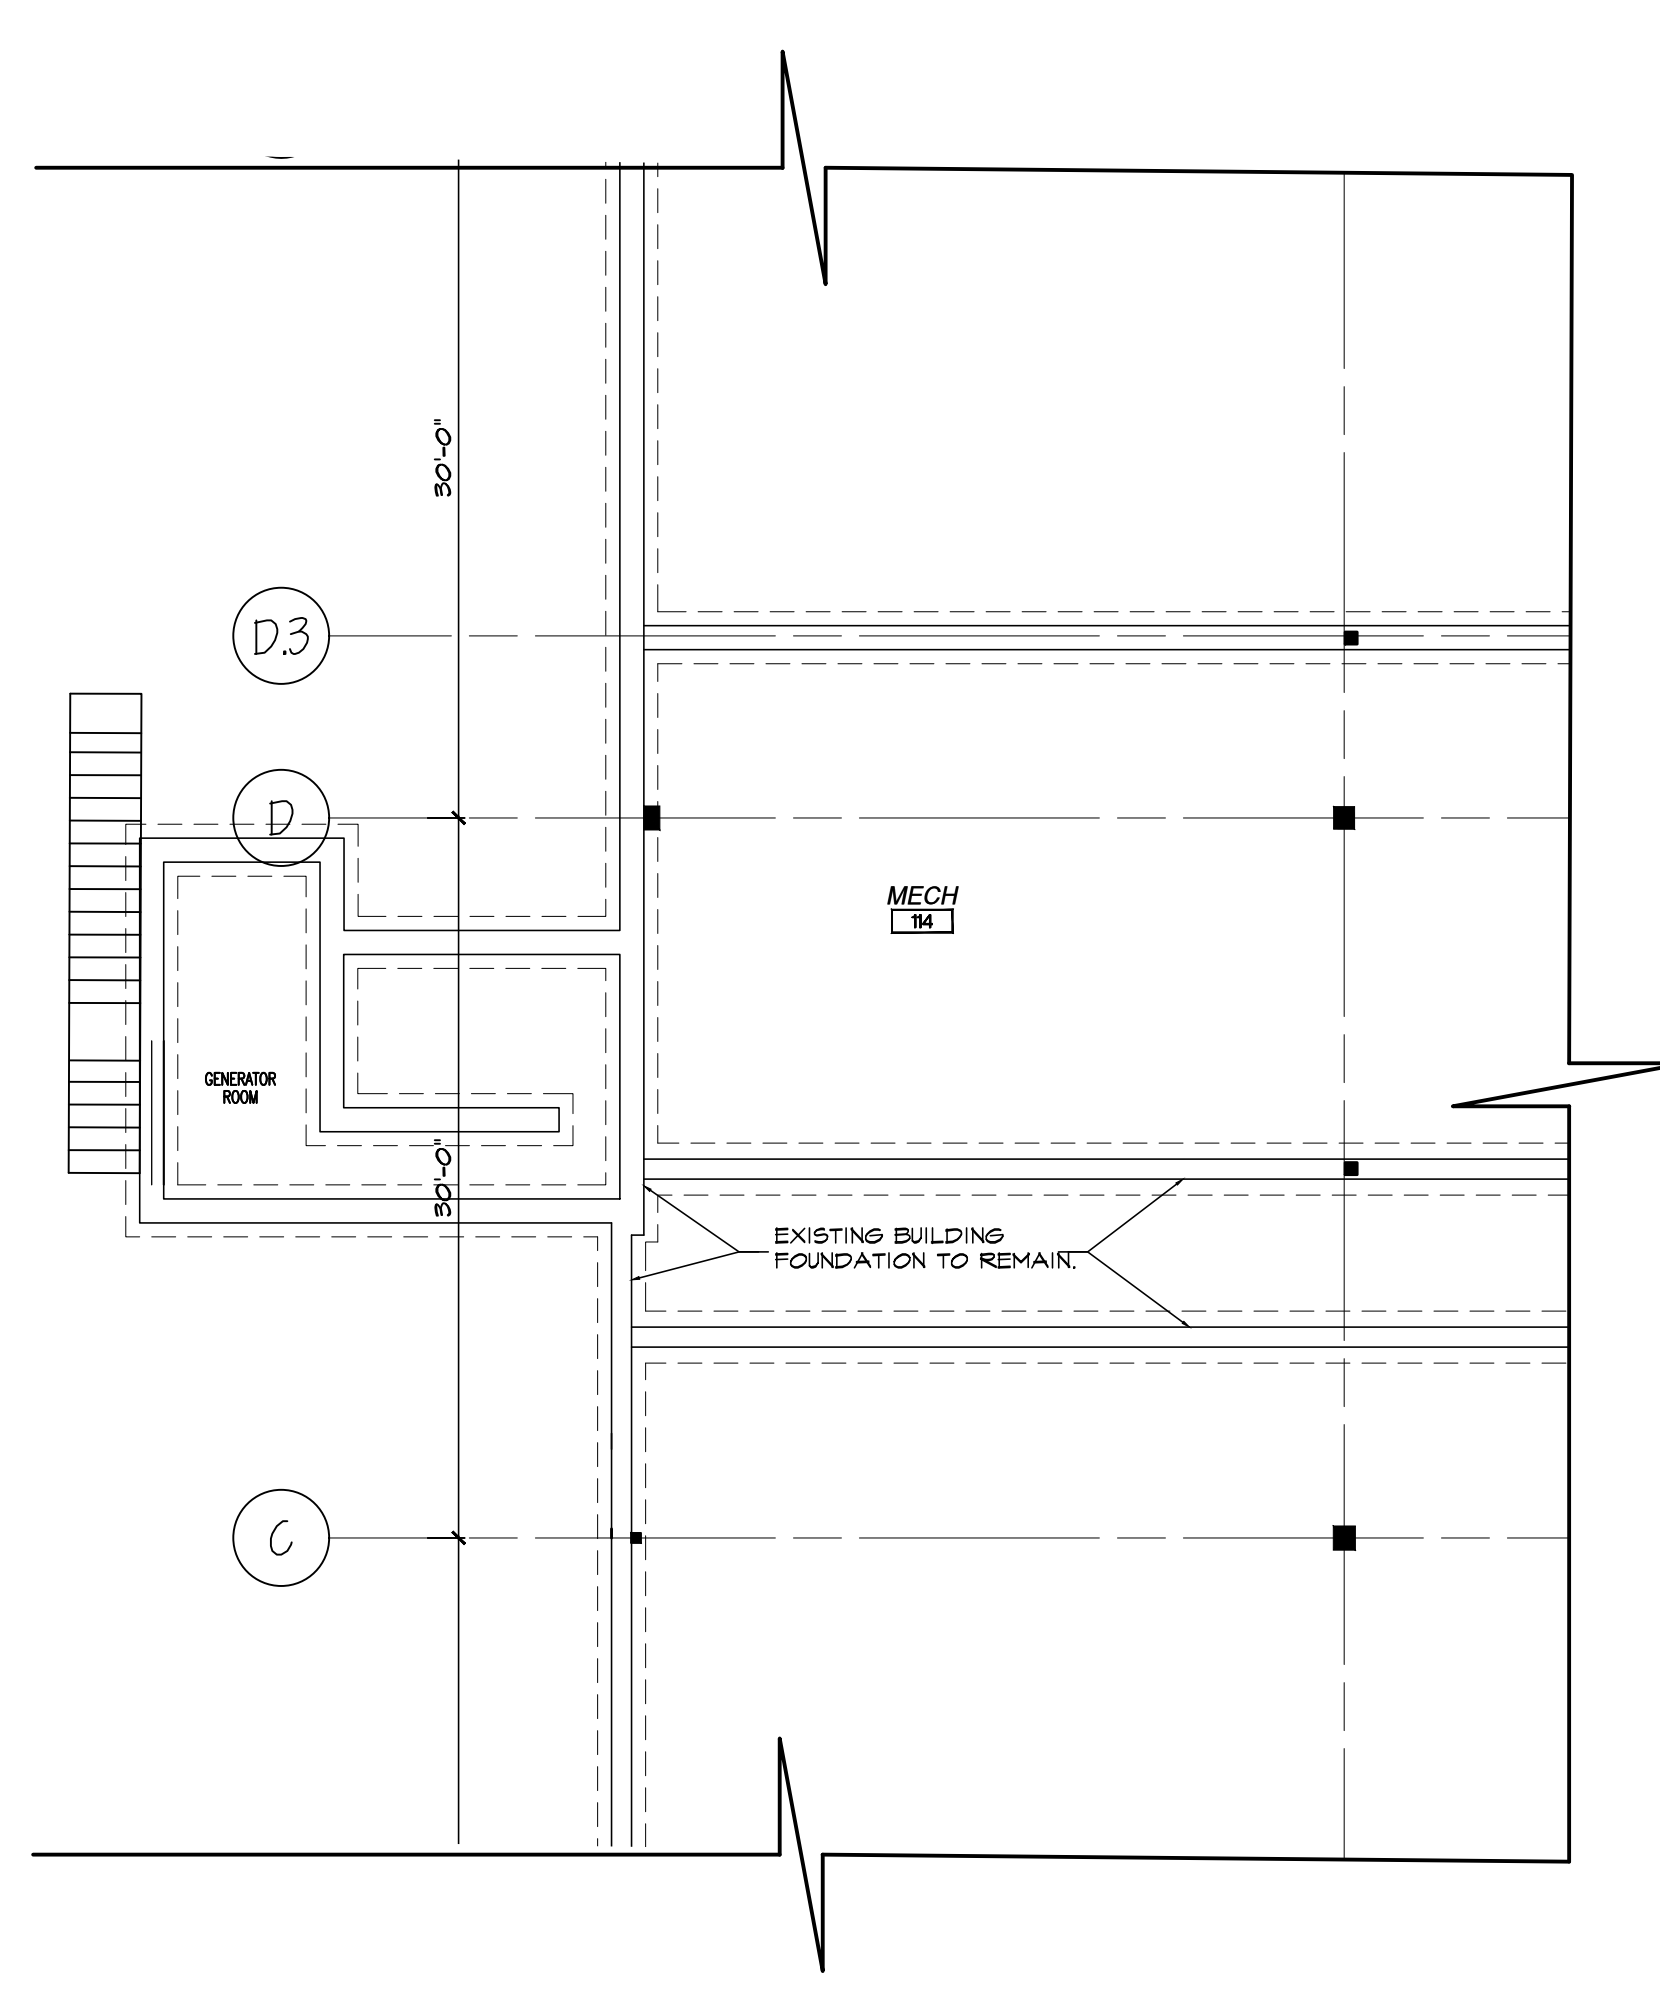 30'-0"
D.3
D
MECH
114
GENERATOR
ROOM
30'-0"
EXISTING BUILDING
FOUNDATION TO REMAIN.
C